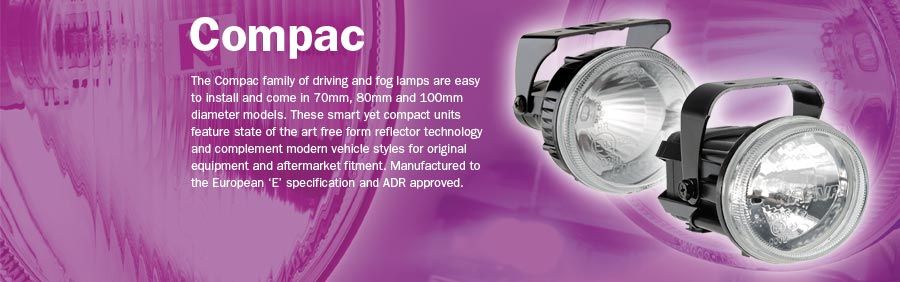 Compac
The Compac family of driving and fog lamps are easy
to install and come in 70mm, 80mm and 100mm
diameter models. These smart yet compact units
feature state of the art free form reflector technology
and complement modern vehicle styles for original
equipment and aftermarket fitment. Manufactured to
the European ‘E’ specification and ADR approved.